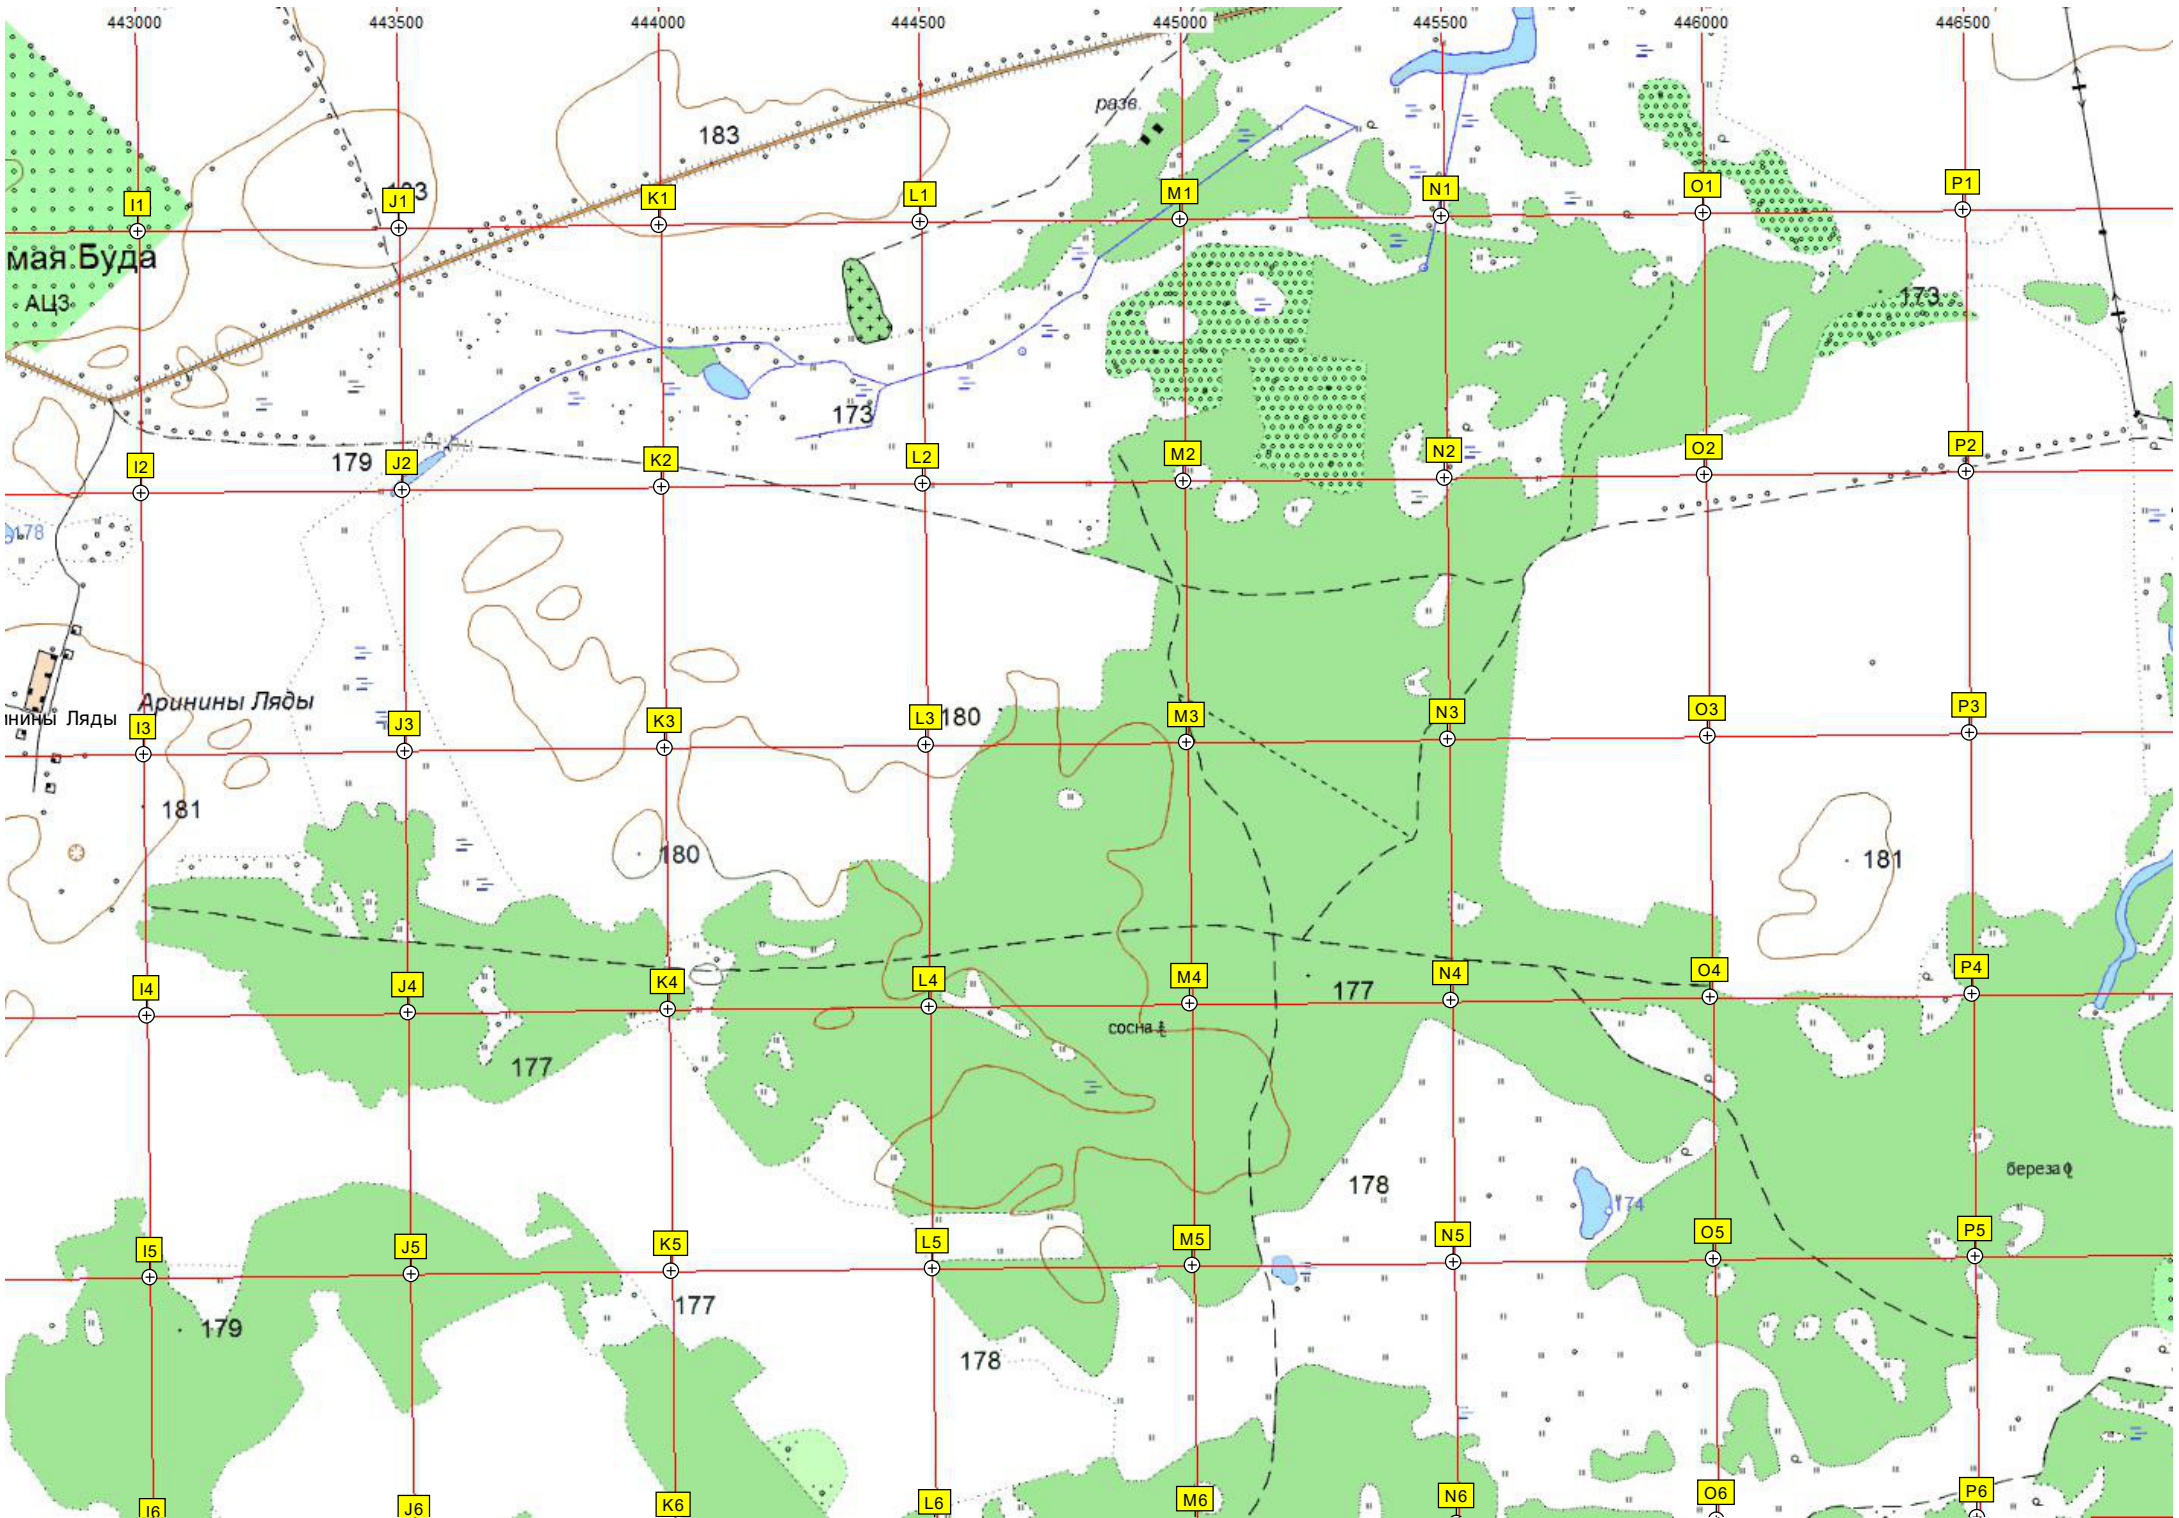 443000 443500 444000 444500 445000 445500 446000 446500
разв.
183
183
I1 J1 K1 L1 M1 N1 O1 P1
мая.Буда
АЦЗ
173
173
179
I2 J2 K2 L2 M2 N2 O2 P2
178
Аринины Ляды
нины Ляды
180
I3 J3 K3 L3 M3 N3 O3 P3
181
180
181
I4 J4 K4 L4 M4 N4 O4 P4
177
сосна
177
береза
178
174
I5 J5 K5 L5 M5 N5 O5 P5
177
179
178
I6 J6 K6 L6 M6 N6 O6 P6